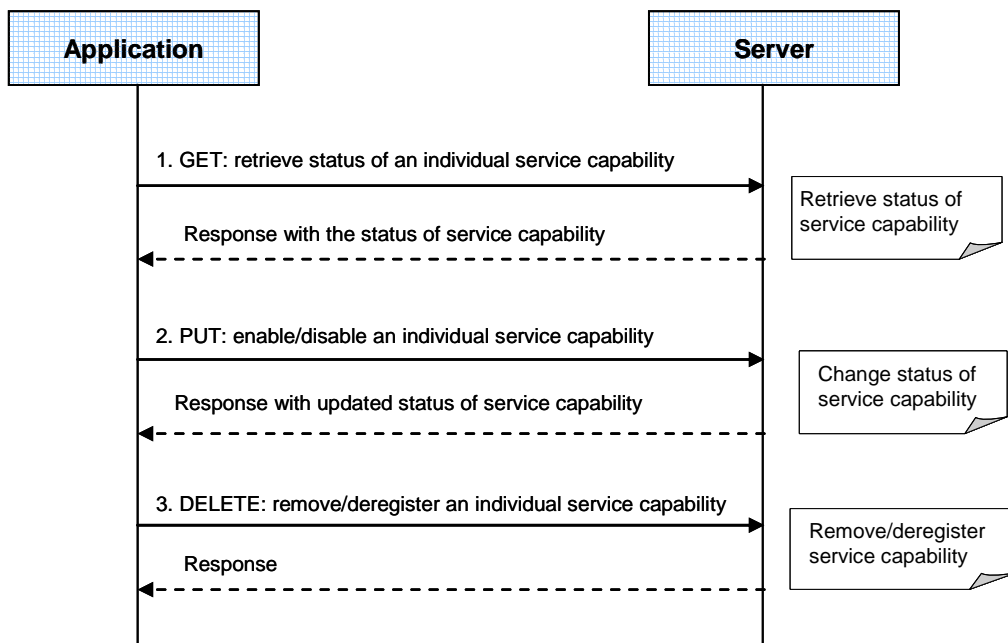 Application
Server
1. GET: retrieve status of an individual service capability
Retrieve status of
service capability
Response with the status of service capability
2. PUT: enable/disable an individual service capability
Change status of
service capability
Response with updated status of service capability
3. DELETE: remove/deregister an individual service capability
Remove/deregister
service capability
Response